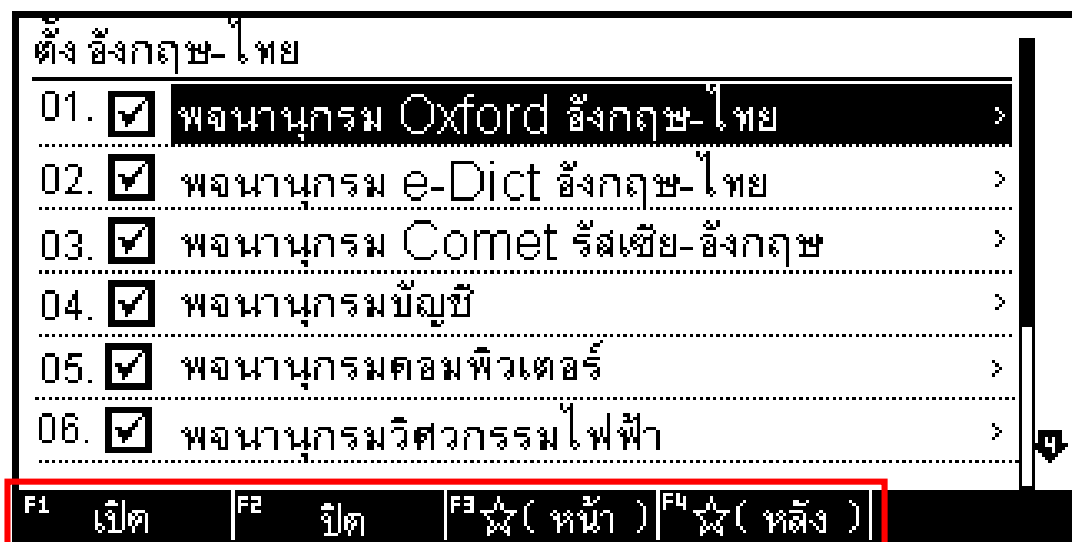 ตั้ง อังกฤษ-ไทย
01. พจนานุกรม Oxford อังกฤษ-ไทย >
02. พจนานุกรม e-Dict อังกฤษ-ไทย >
03. พจนานุกรม Comet รัสเซีย-อังกฤษ >
04. พจนานุกรมบัญชี >
05. พจนานุกรมคอมพิวเตอร์ >
06. พจนานุกรมวิศวกรรมไฟฟ้า >
F1 เปิด F2 ปิด F3 ☆( หน้า ) F4 ☆( หลัง )